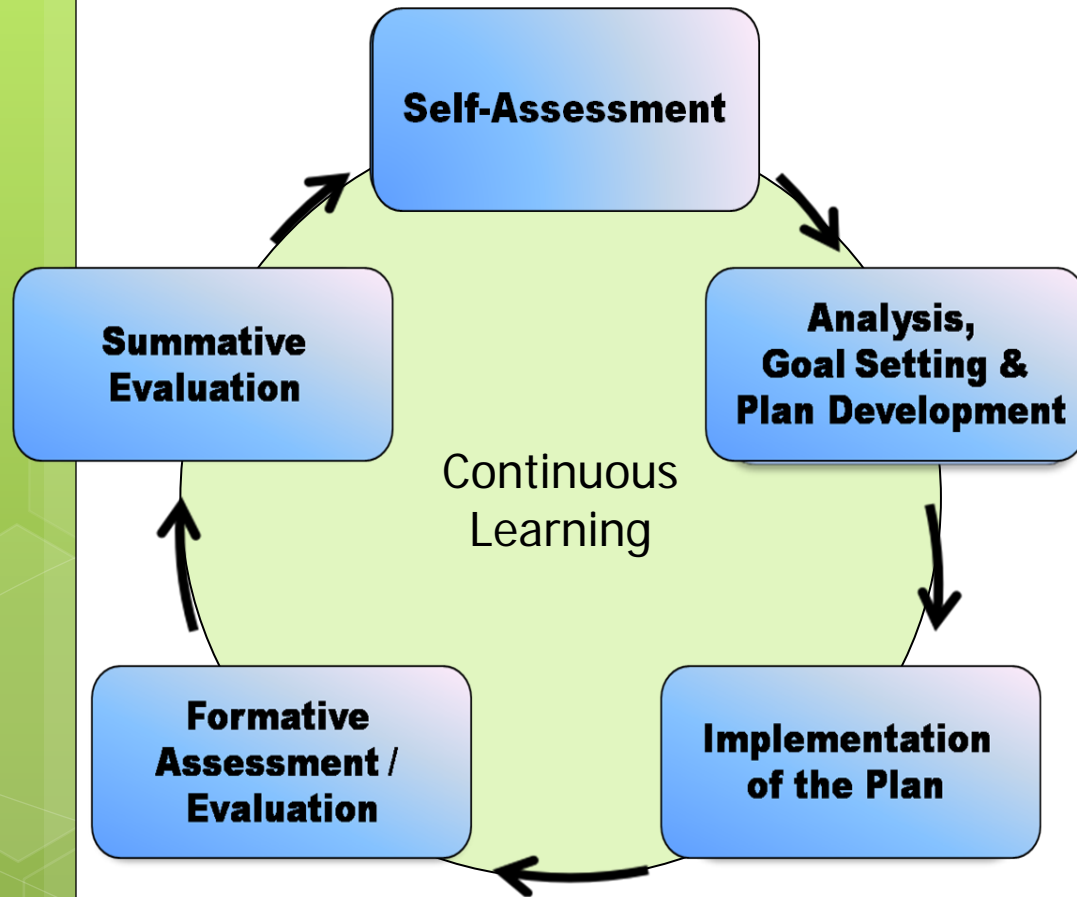 Self-Assessment
Analysis,
Goal Setting &
Plan Development
Implementation
of the Plan
Formative
Assessment /
Evaluation
Summative
Evaluation
Continuous
Learning